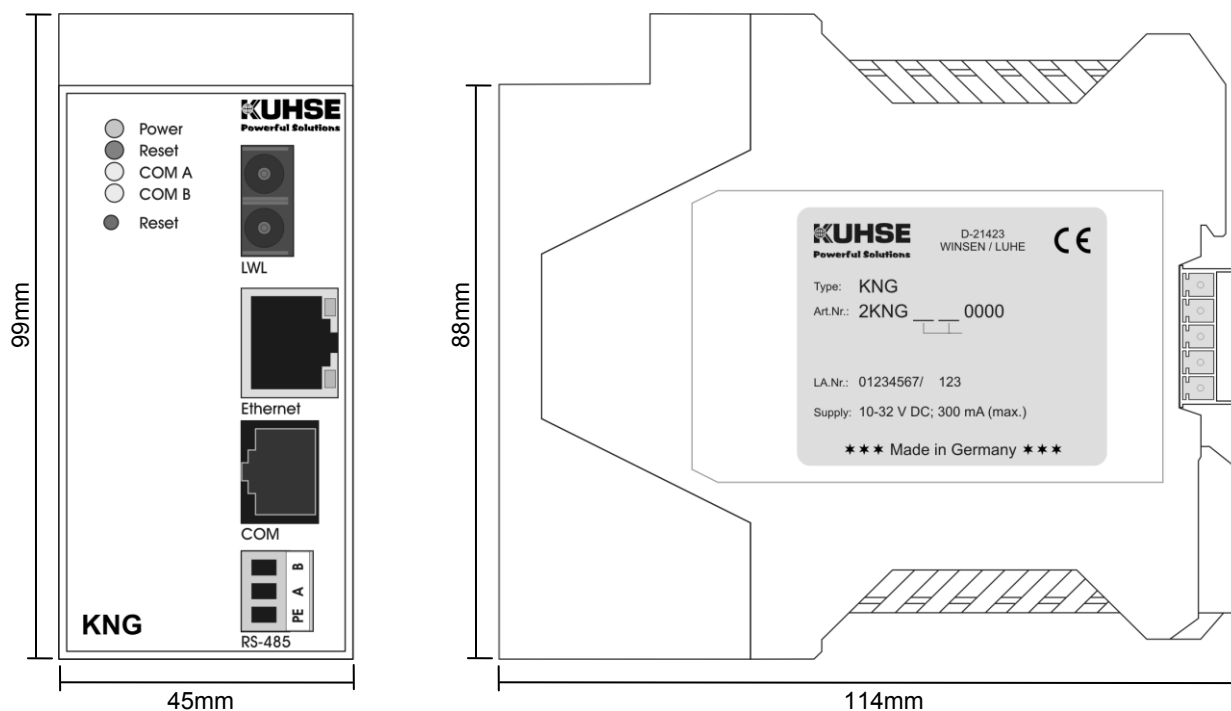 KUHSE
Powerful Solutions
Power
Reset
COM A
COM B
Reset
LWL
Ethernet
COM
B
A
PE
RS-485
KNG
99mm
45mm
88mm
KUHSE
Powerful Solutions
D-21423
WINSEN / LUHE
CE
Type: KNG
Art.Nr.: 2KNG __ __ 0000
LA.Nr.: 01234567/ 123
Supply: 10-32 V DC; 300 mA (max.)
✶✶✶ Made in Germany ✶✶✶
114mm